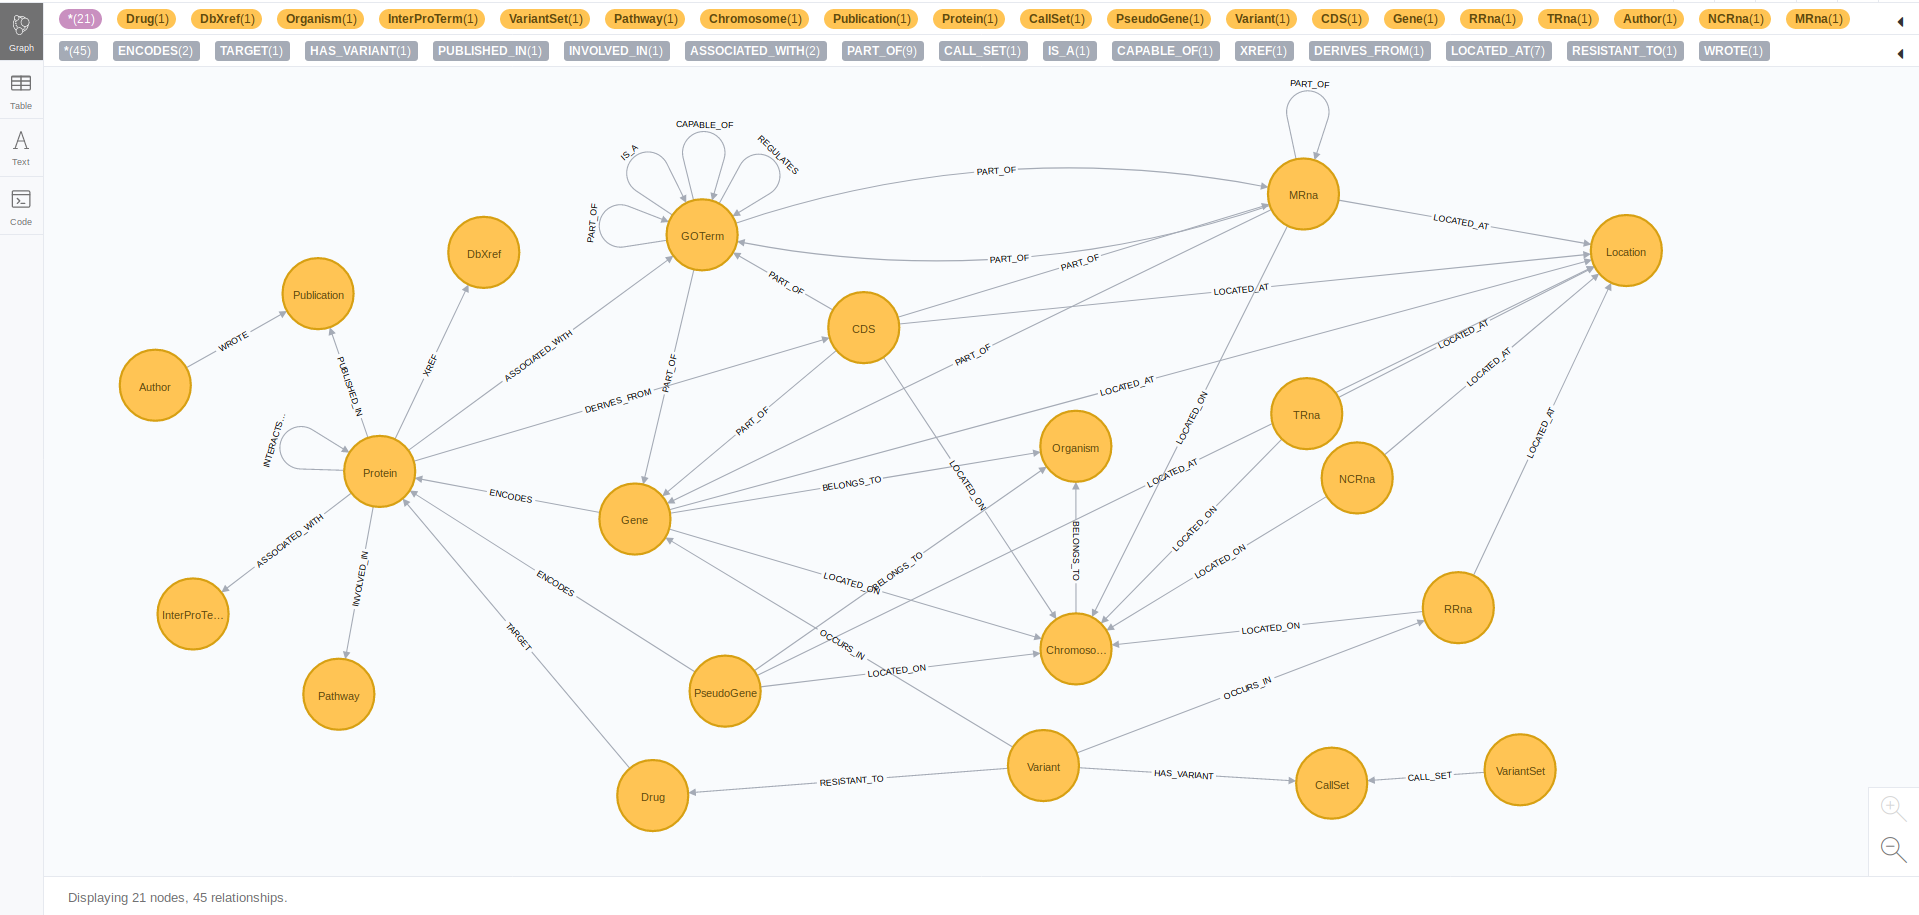 Graph
Table
Text
Code
*(21) Drug(1) DbXref(1) Organism(1) InterProTerm(1) VariantSet(1) Pathway(1) Chromosome(1) Publication(1) Protein(1) CallSet(1) PseudoGene(1) Variant(1) CDS(1) Gene(1) RRna(1) TRna(1) Author(1) NCRna(1) MRna(1)
*(45) ENCODES(2) TARGET(1) HAS_VARIANT(1) PUBLISHED_IN(1) INVOLVED_IN(1) ASSOCIATED_WITH(2) PART_OF(9) CALL_SET(1) IS_A(1) CAPABLE_OF(1) XREF(1) DERIVES_FROM(1) LOCATED_AT(7) RESISTANT_TO(1) WROTE(1)
PART_OF
CAPABLE_OF
IS_A
REGULATES
PART_OF
PART_OF
MRna
LOCATED_AT
GOTerm
PART_OF
DbXref
Location
PART_OF
PART_OF
PART_OF
LOCATED_AT
Publication
CDS
WROTE
ASSOCIATED_WITH
LOCATED_AT
PART_OF
XREF
PART_OF
LOCATED_AT
Author
PUBLISHED_IN
DERIVES_FROM
LOCATED_AT
LOCATED_ON
TRna
PART_OF
INTERACTS...
Organism
LOCATED_AT
Protein
LOCATED_AT
NCRna
BELONGS_TO
LOCATED_ON
ENCODES
Gene
LOCATED_ON
ASSOCIATED_WITH
BELONGS_TO
LOCATED_ON
INVOLVED_IN
ENCODES
LOCATED_ON
BELONGS_TO
InterProTe...
RRna
LOCATED_ON
TARGET
OCCURS_IN
Chromoso...
LOCATED_ON
Pathway
PseudoGene
OCCURS_IN
Variant
HAS_VARIANT
CALL_SET
VariantSet
RESISTANT_TO
CallSet
Drug
Displaying 21 nodes, 45 relationships.